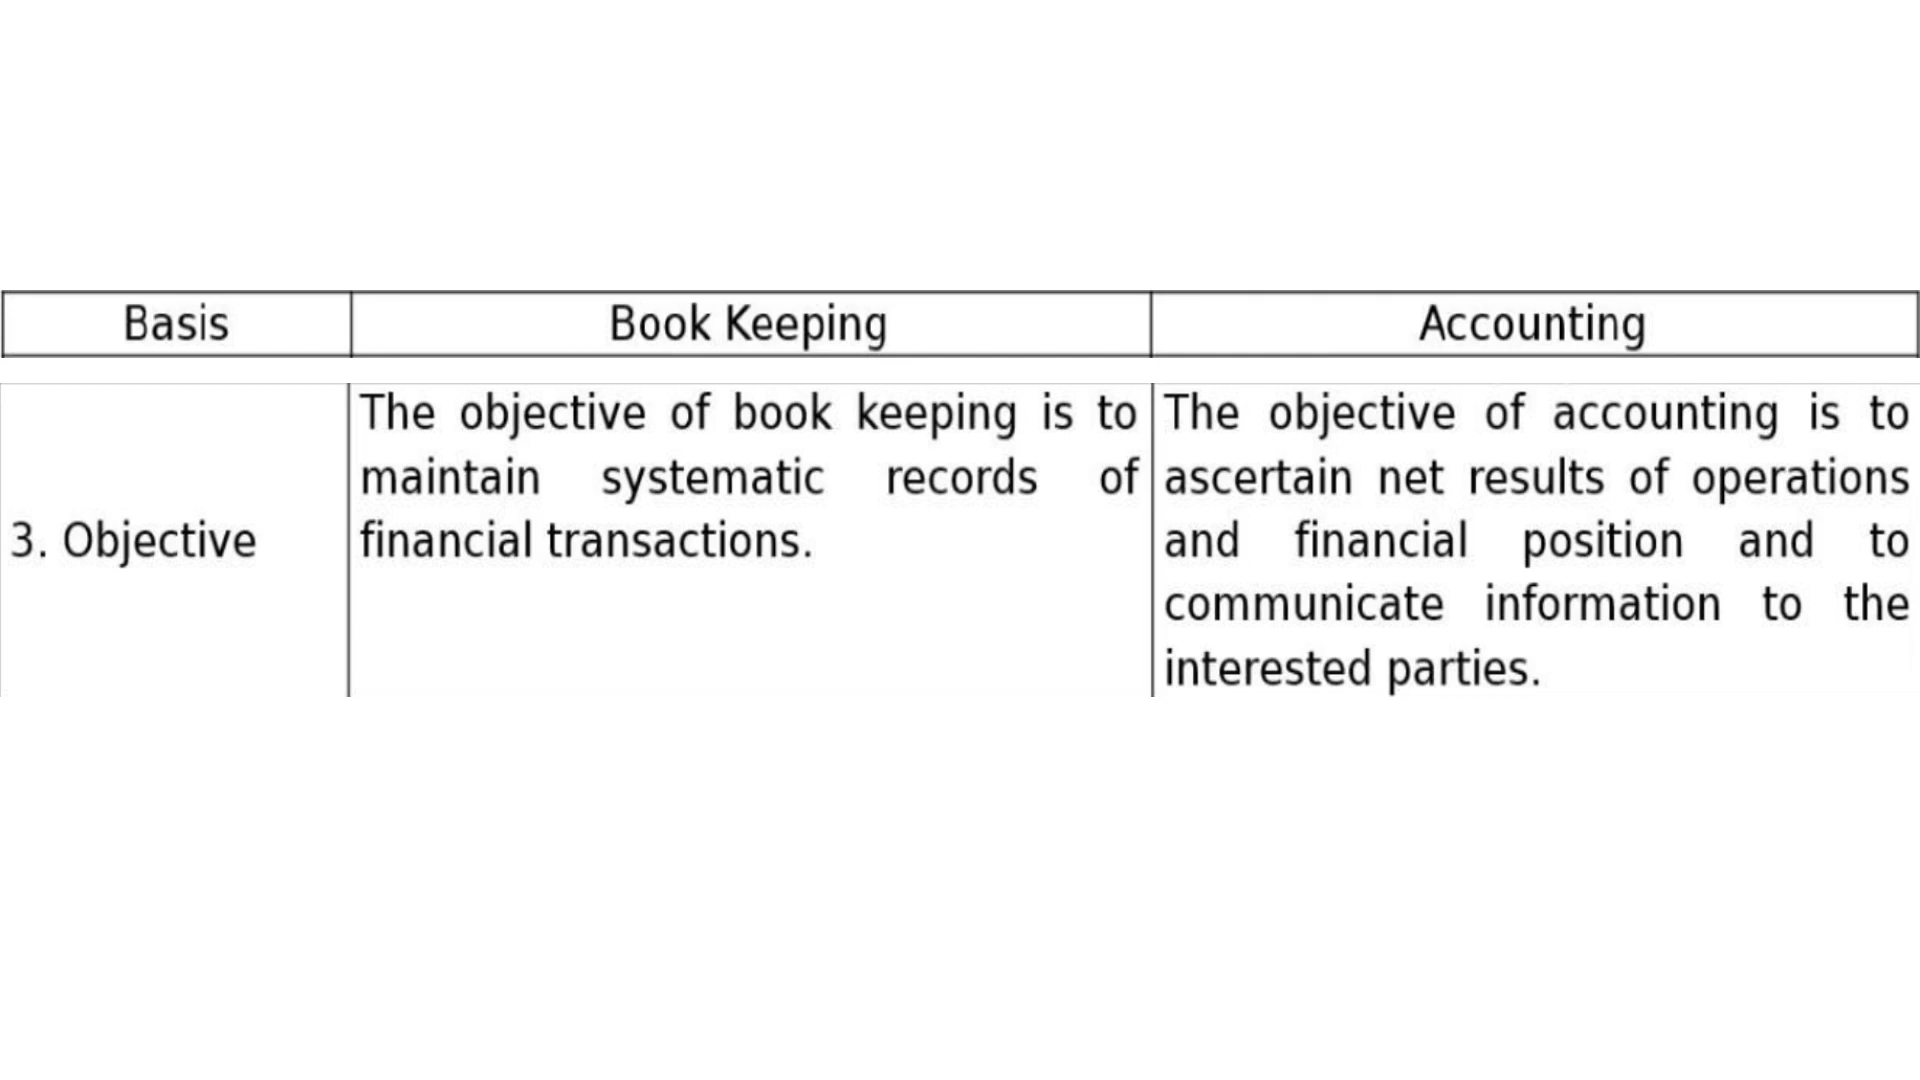 Basis Book Keeping Accounting
The objective of book keeping is to
maintain systematic records of
financial transactions.
3. Objective
The objective of accounting is to
ascertain net results of operations
and financial position and to
communicate information to the
interested parties.